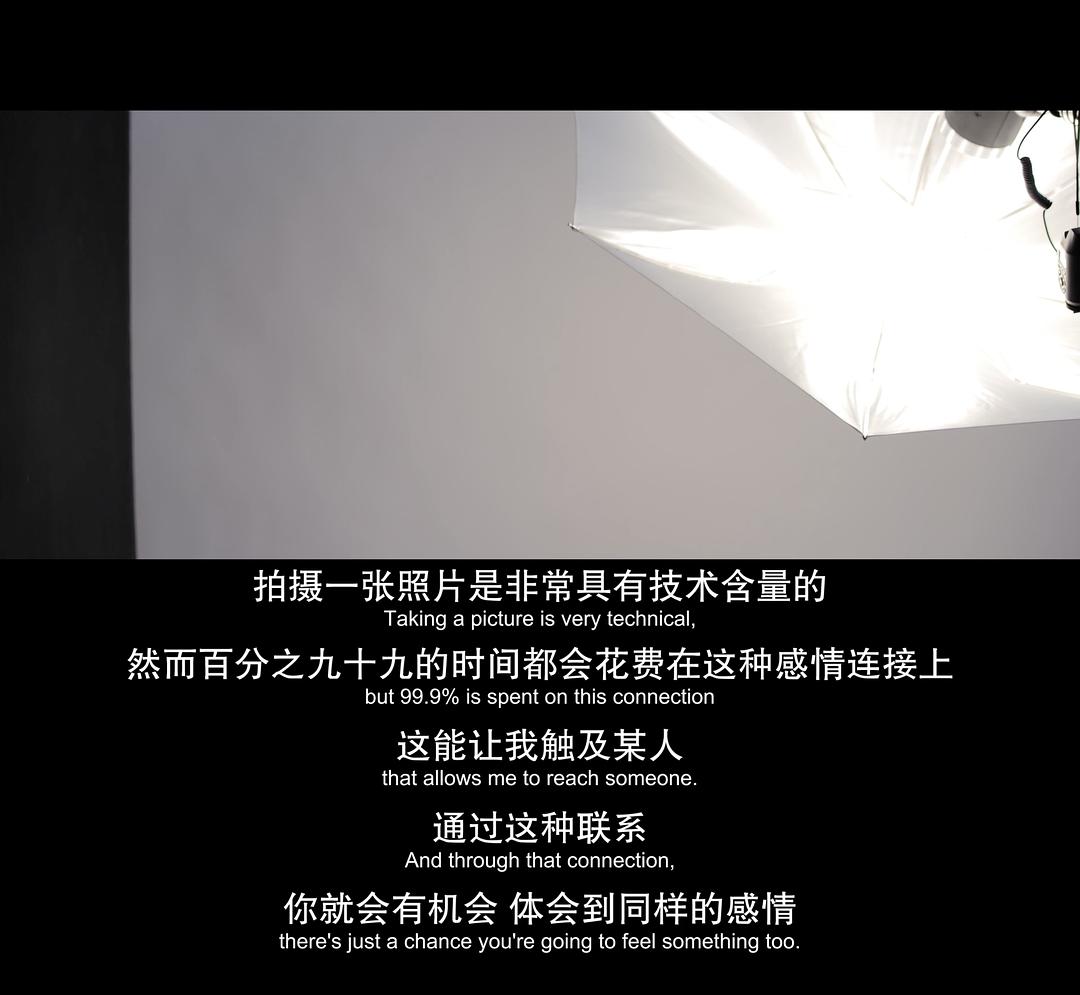 拍摄一张照片是非常具有技术含量的
Taking a picture is very technical,
然而百分之九十九的时间都会花费在这种感情连接上
but 99.9% is spent on this connection
这能让我触及某人
that allows me to reach someone.
通过这种联系
And through that connection,
你就会有机会 体会到同样的感情
there's just a chance you're going to feel something too.